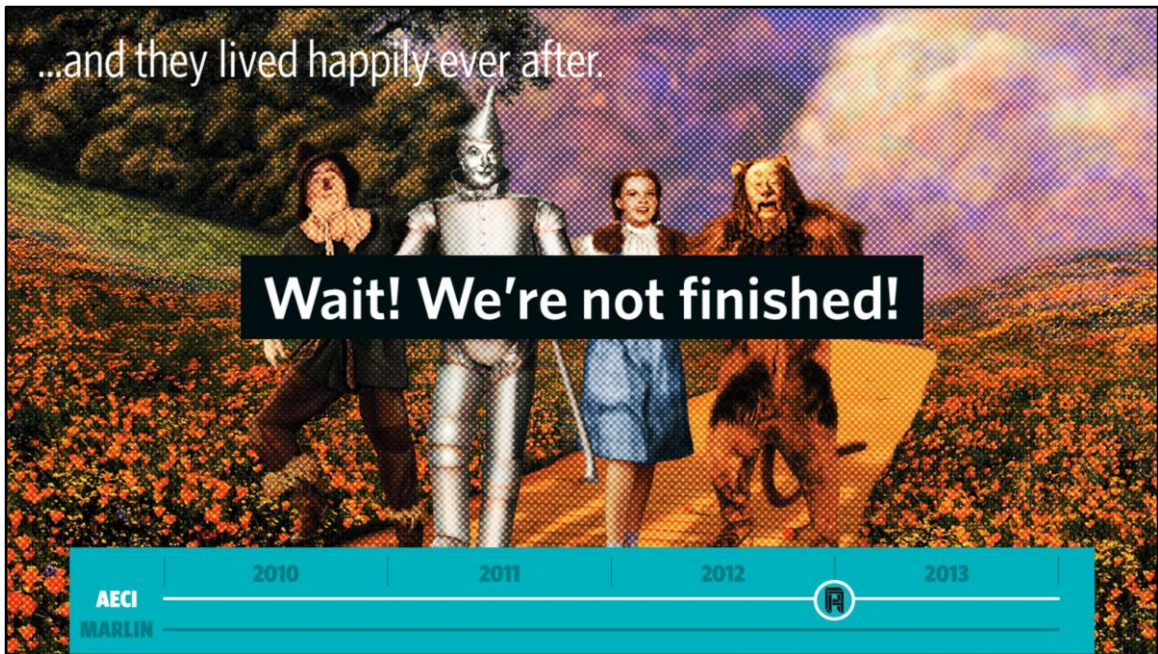 ...and they lived happily ever after.
Wait! We're not finished!
2010 2011 2012 2013
AECI
MARLIN